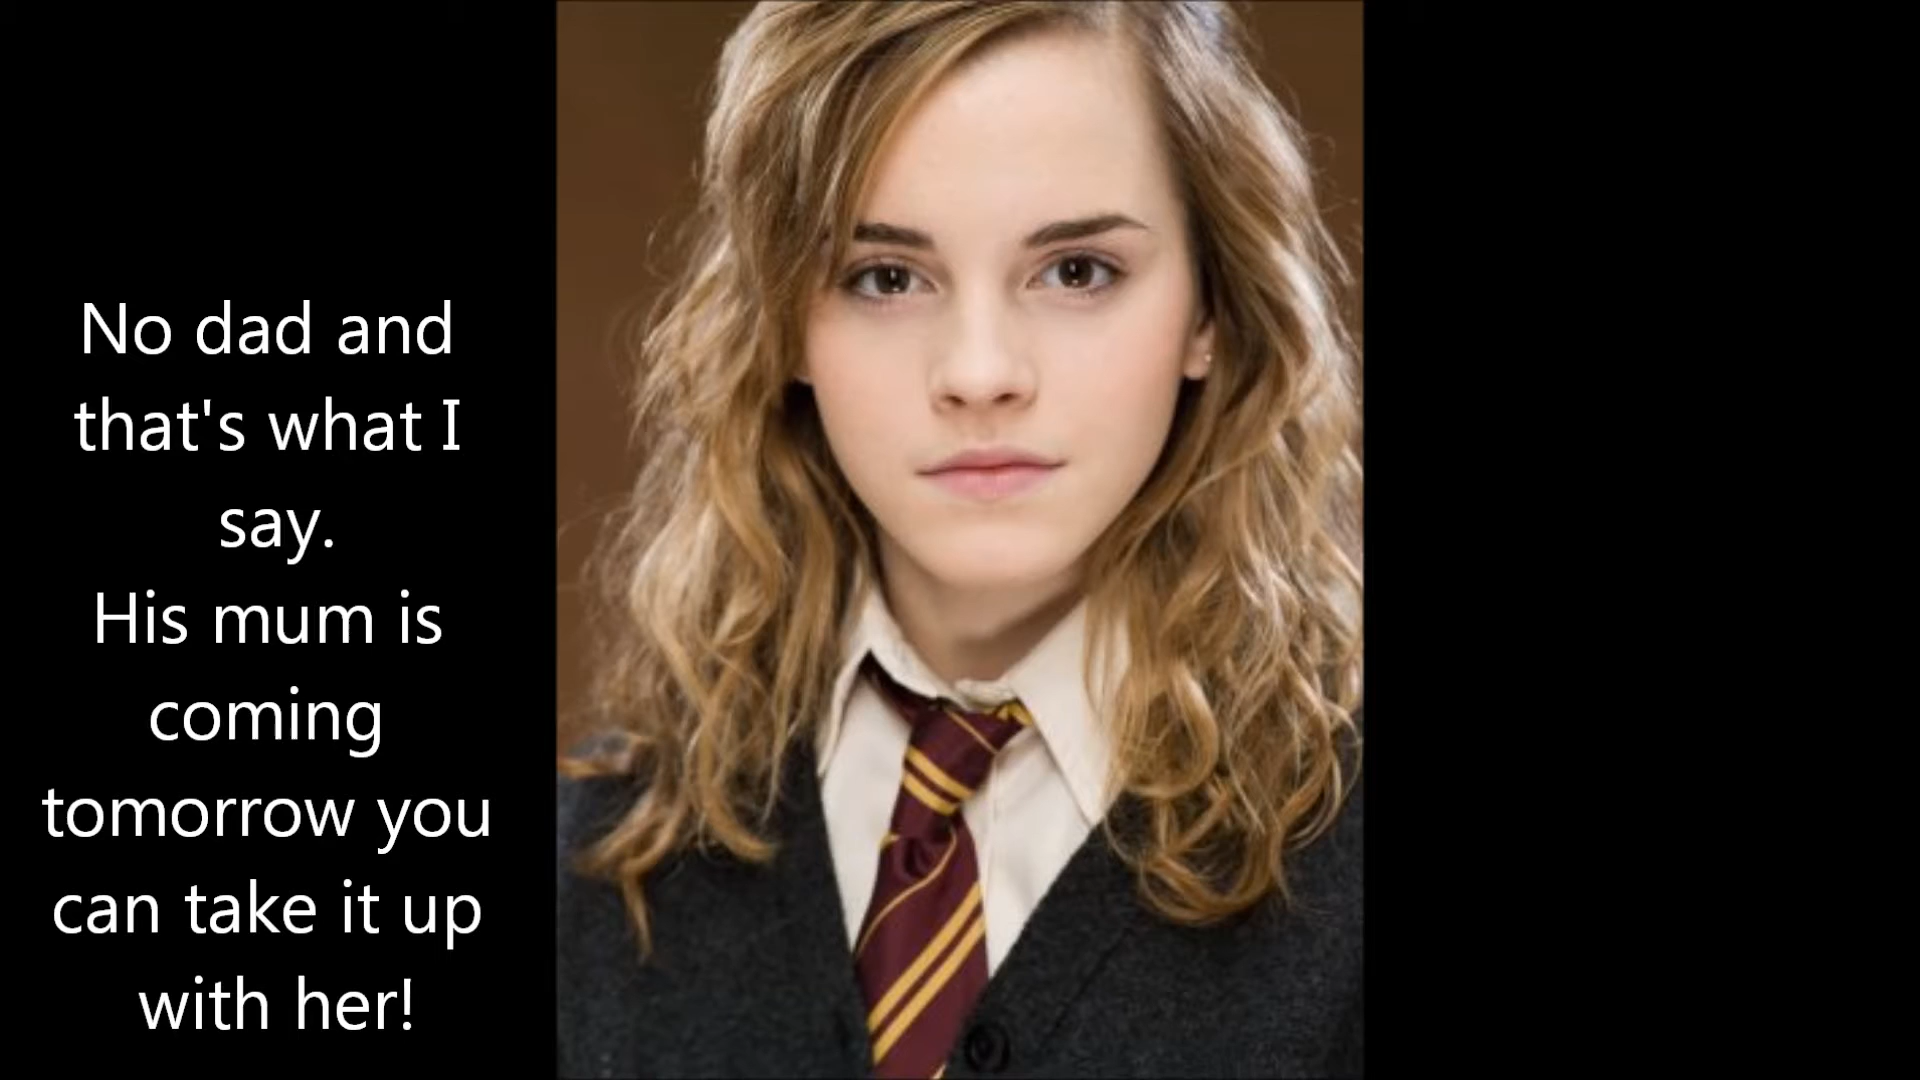 No dad and
that's what I
say.
His mum is
coming
tomorrow you
can take it up
with her!